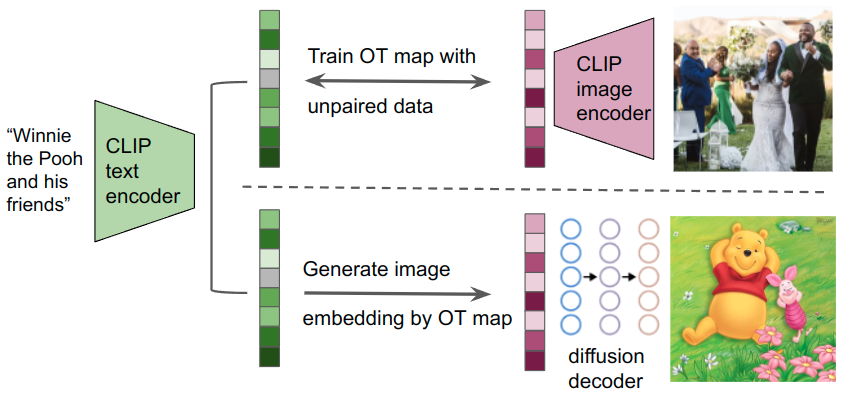 Train OT map with
unpaired data
CLIP
image
encoder
“Winnie
the Pooh
and his
friends”
CLIP
text
encoder
Generate image
embedding by OT map
diffusion
decoder